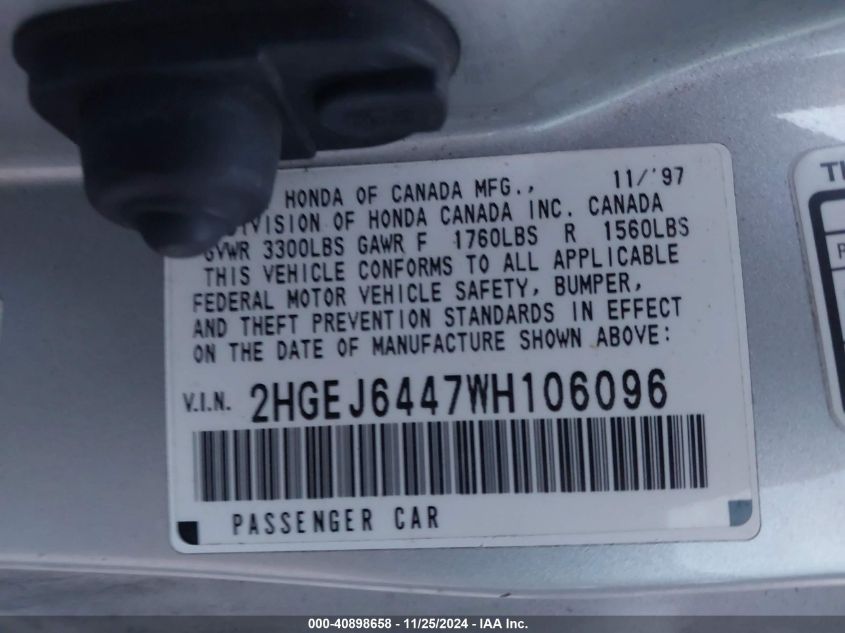 HONDA OF CANADA MFG., 11/'97
DIVISION OF HONDA CANADA INC. CANADA
GVWR 3300LBS GAWR F 1760LBS R 1560LBS
THIS VEHICLE CONFORMS TO ALL APPLICABLE
FEDERAL MOTOR VEHICLE SAFETY, BUMPER,
AND THEFT PREVENTION STANDARDS IN EFFECT
ON THE DATE OF MANUFACTURE SHOWN ABOVE:
V.I.N. 2HGEJ6447WH106096
PASSENGER CAR
000-40898658 - 11/25/2024 - IAA Inc.